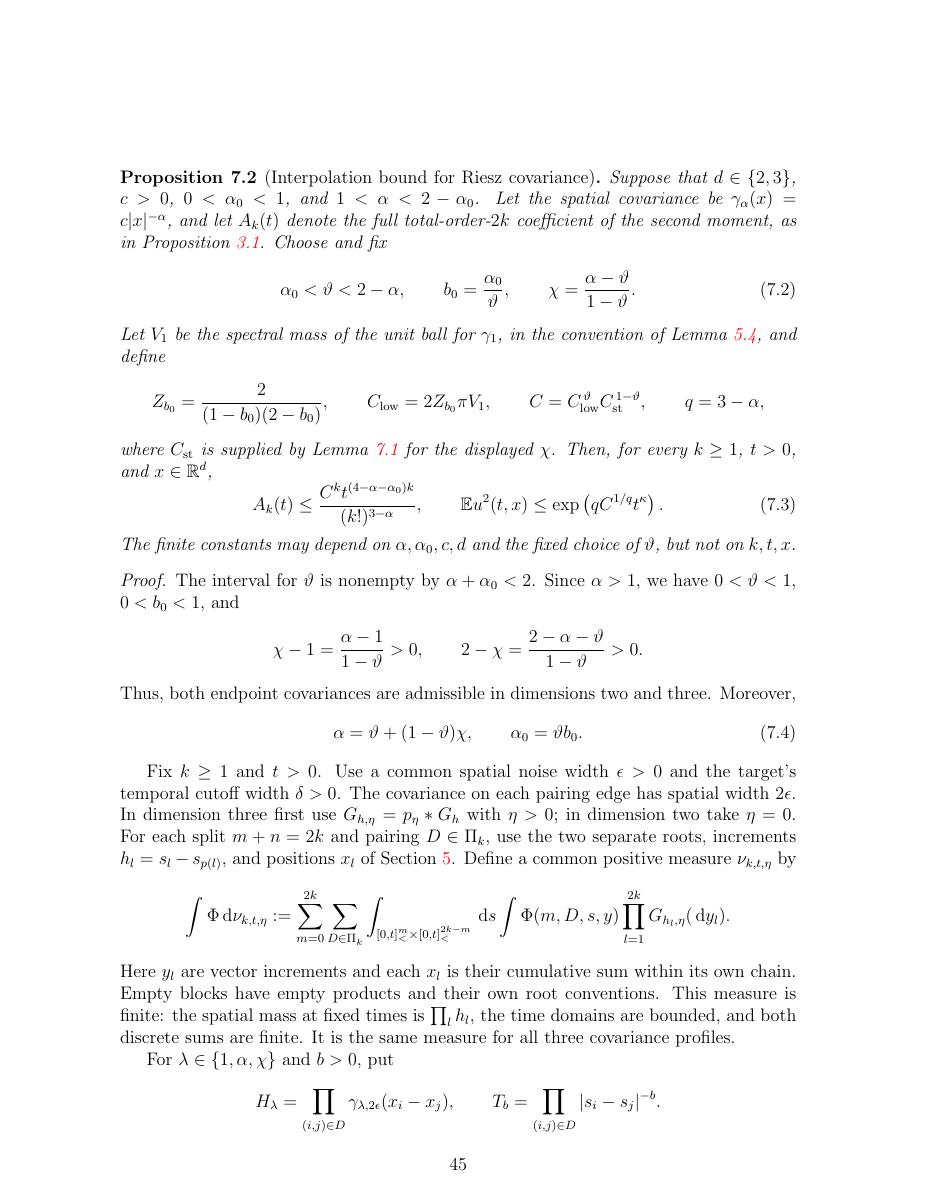 Proposition 7.2 (Interpolation bound for Riesz covariance). Suppose that d ∈ {2, 3},
c > 0, 0 < α₀ < 1, and 1 < α < 2 − α₀. Let the spatial covariance be γ_α(x) =
c|x|^{−α}, and let A_k(t) denote the full total-order-2k coefficient of the second moment, as
in Proposition 3.1. Choose and fix
α₀ < ϑ < 2 − α, b₀ = α₀/ϑ, χ = (α − ϑ)/(1 − ϑ). (7.2)
Let V₁ be the spectral mass of the unit ball for γ₁, in the convention of Lemma 5.4, and
define
Z_{b₀} = 2/((1 − b₀)(2 − b₀)), C_low = 2Z_{b₀}πV₁, C = C_low^ϑ C_st^{1−ϑ}, q = 3 − α,
where C_st is supplied by Lemma 7.1 for the displayed χ. Then, for every k ≥ 1, t > 0,
and x ∈ ℝ^d,
A_k(t) ≤ C^k t^{(4−α−α₀)k}/(k!)^{3−α}, 𝔼u²(t, x) ≤ exp (qC^{1/q}t^κ) . (7.3)
The finite constants may depend on α, α₀, c, d and the fixed choice of ϑ, but not on k, t, x.
Proof. The interval for ϑ is nonempty by α + α₀ < 2. Since α > 1, we have 0 < ϑ < 1,
0 < b₀ < 1, and
χ − 1 = (α − 1)/(1 − ϑ) > 0, 2 − χ = (2 − α − ϑ)/(1 − ϑ) > 0.
Thus, both endpoint covariances are admissible in dimensions two and three. Moreover,
α = ϑ + (1 − ϑ)χ, α₀ = ϑb₀. (7.4)
Fix k ≥ 1 and t > 0. Use a common spatial noise width ϵ > 0 and the target's
temporal cutoff width δ > 0. The covariance on each pairing edge has spatial width 2ϵ.
In dimension three first use G_{h,η} = p_η ∗ G_h with η > 0; in dimension two take η = 0.
For each split m + n = 2k and pairing D ∈ Π_k, use the two separate roots, increments
h_l = s_l − s_{p(l)}, and positions x_l of Section 5. Define a common positive measure ν_{k,t,η} by
∫ Φ dν_{k,t,η} := ∑_{m=0}^{2k} ∑_{D∈Π_k} ∫_{[0,t]^m_< × [0,t]^{2k−m}_<} ds ∫ Φ(m, D, s, y) ∏_{l=1}^{2k} G_{h_l,η}( dy_l).
Here y_l are vector increments and each x_l is their cumulative sum within its own chain.
Empty blocks have empty products and their own root conventions. This measure is
finite: the spatial mass at fixed times is ∏_l h_l, the time domains are bounded, and both
discrete sums are finite. It is the same measure for all three covariance profiles.
For λ ∈ {1, α, χ} and b > 0, put
H_λ = ∏_{(i,j)∈D} γ_{λ,2ϵ}(x_i − x_j), T_b = ∏_{(i,j)∈D} |s_i − s_j|^{−b}.
45